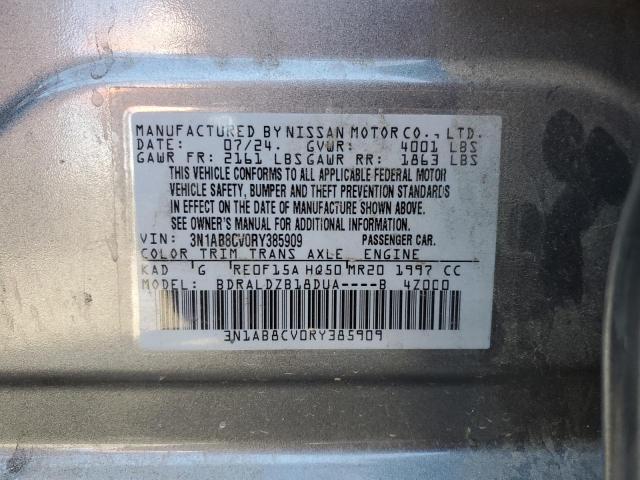 MANUFACTURED BY NISSAN MOTOR CO., LTD.
DATE: 07/24. GVWR: 4001 LBS
GAWR FR: 2161 LBS GAWR RR: 1863 LBS
THIS VEHICLE CONFORMS TO ALL APPLICABLE FEDERAL MOTOR
VEHICLE SAFETY, BUMPER AND THEFT PREVENTION STANDARDS
IN EFFECT ON THE DATE OF MANUFACTURE SHOWN ABOVE.
SEE OWNER'S MANUAL FOR ADDITIONAL INFORMATION.
VIN: 3N1AB8CV0RY385909 PASSENGER CAR.
COLOR TRIM TRANS AXLE ENGINE
KAD G RE0F15A HQ50 MR20 1997 CC
MODEL: BDRALDZB18DUA----B 4Z000
3N1AB8CV0RY385909